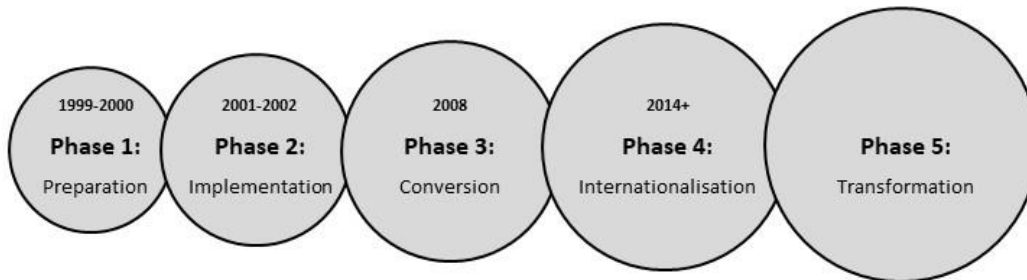 1999-2000
Phase 1:
Preparation
2001-2002
Phase 2:
Implementation
2008
Phase 3:
Conversion
2014+
Phase 4:
Internationalisation
Phase 5:
Transformation